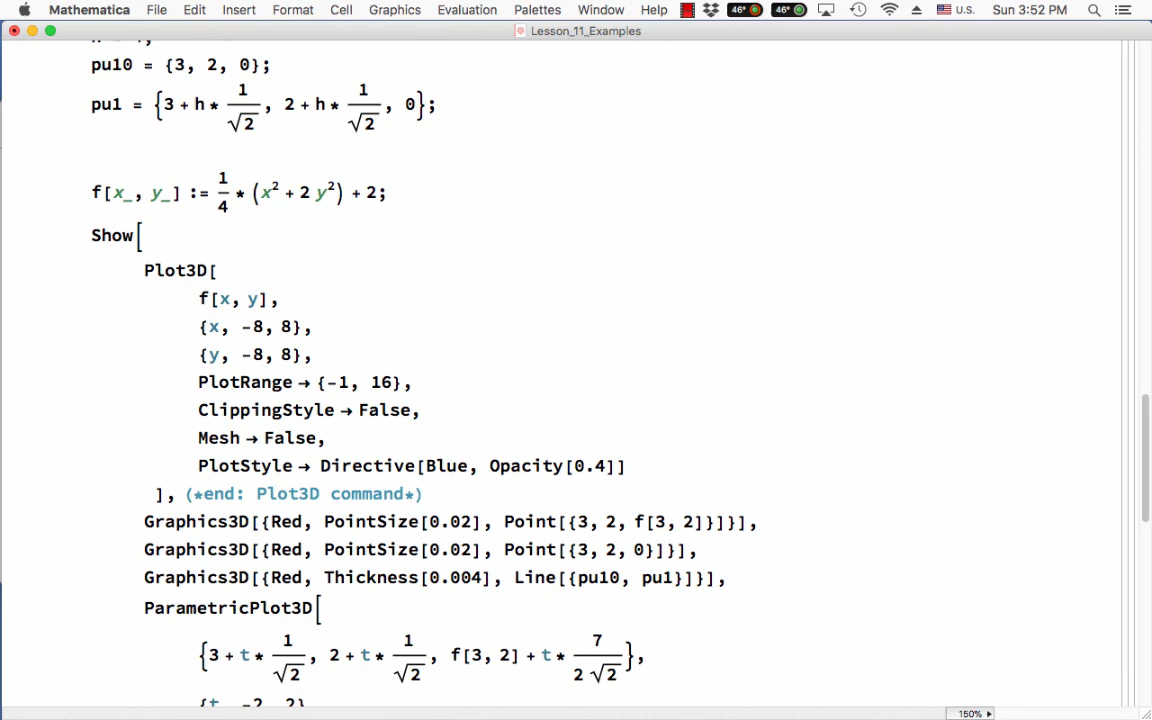 Mathematica File Edit Insert Format Cell Graphics Evaluation Palettes Window Help 46° 46° U.S. Sun 3:52 PM
Lesson_11_Examples
pu10 = {3, 2, 0};
pu1 = {3 + h * 1/√2, 2 + h * 1/√2, 0};
f[x_, y_] := 1/4 * (x² + 2 y²) + 2;
Show[
Plot3D[
f[x, y],
{x, -8, 8},
{y, -8, 8},
PlotRange → {-1, 16},
ClippingStyle → False,
Mesh → False,
PlotStyle → Directive[Blue, Opacity[0.4]]
], (*end: Plot3D command*)
Graphics3D[{Red, PointSize[0.02], Point[{3, 2, f[3, 2]}]}],
Graphics3D[{Red, PointSize[0.02], Point[{3, 2, 0}]}],
Graphics3D[{Red, Thickness[0.004], Line[{pu10, pu1}]}],
ParametricPlot3D[
{3 + t * 1/√2, 2 + t * 1/√2, f[3, 2] + t * 7/(2 √2)},
{t, -2, 2}
150%